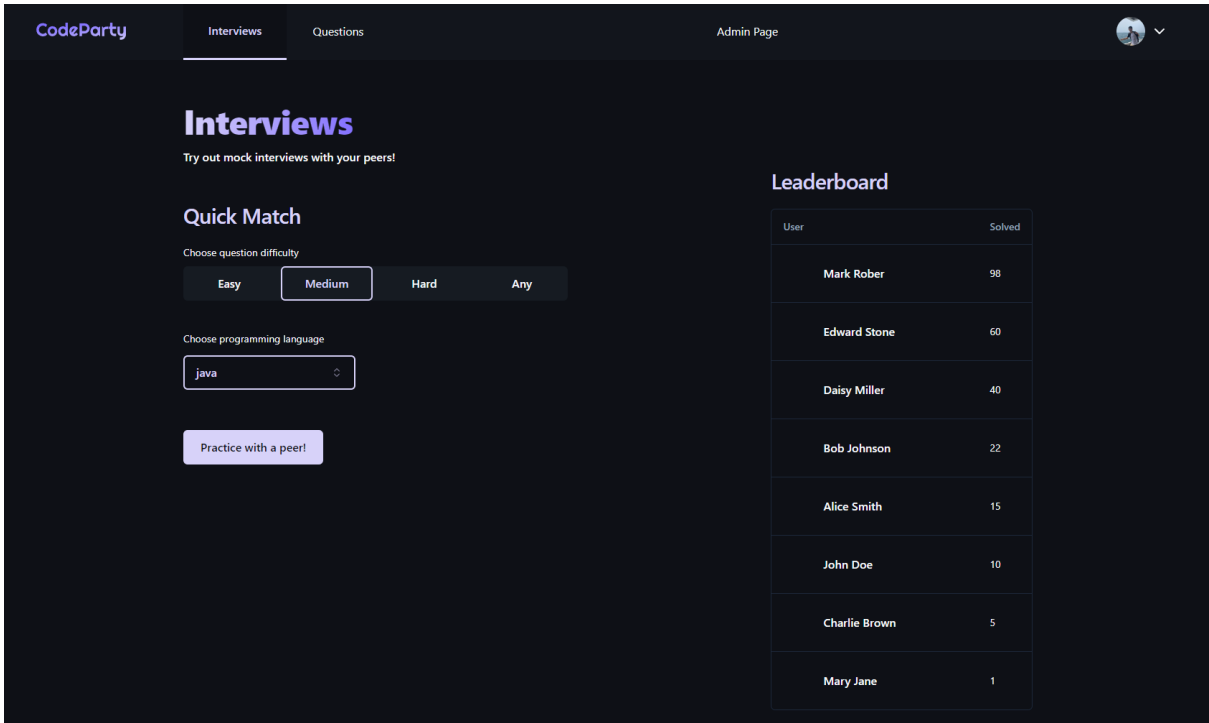 CodeParty
Interviews
Questions
Admin Page
Interviews
Try out mock interviews with your peers!
Quick Match
Choose question difficulty
Easy Medium Hard Any
Choose programming language
java
Practice with a peer!
Leaderboard
User Solved
Mark Rober 98
Edward Stone 60
Daisy Miller 40
Bob Johnson 22
Alice Smith 15
John Doe 10
Charlie Brown 5
Mary Jane 1